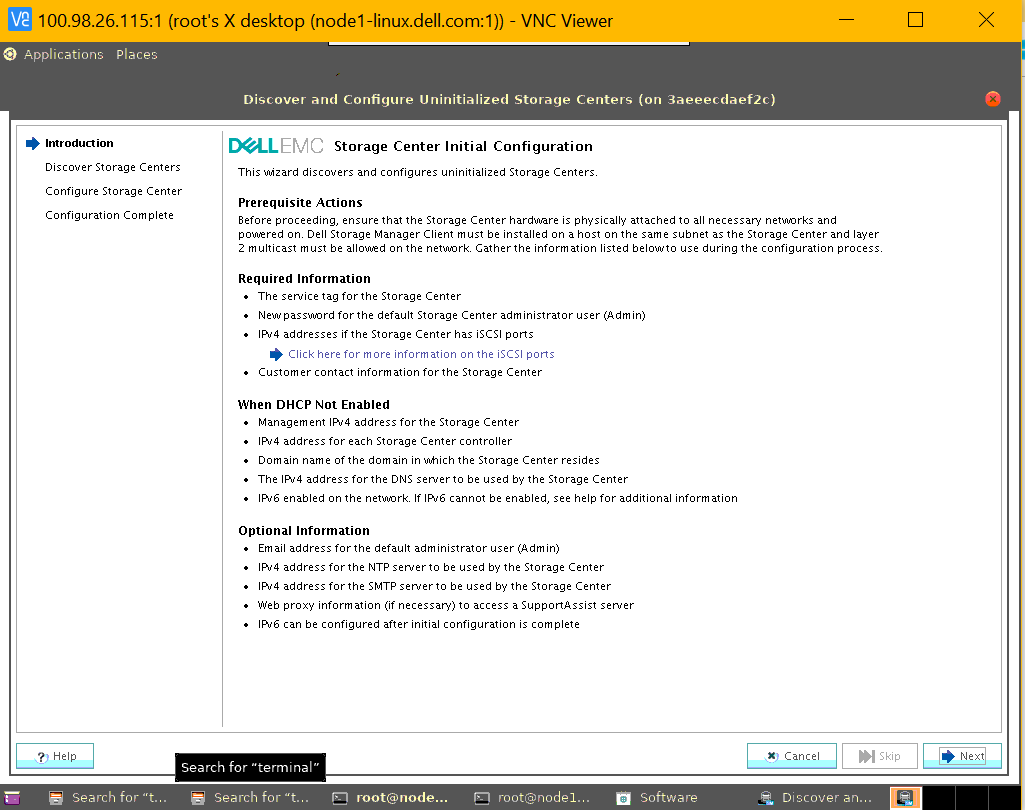 VE 100.98.26.115:1 (root's X desktop (node1-linux.dell.com:1)) - VNC Viewer
Applications Places
Discover and Configure Uninitialized Storage Centers (on 3aeeecdaef2c)
Introduction
Discover Storage Centers
Configure Storage Center
Configuration Complete
DELLEMC Storage Center Initial Configuration
This wizard discovers and configures uninitialized Storage Centers.
Prerequisite Actions
Before proceeding, ensure that the Storage Center hardware is physically attached to all necessary networks and
powered on. Dell Storage Manager Client must be installed on a host on the same subnet as the Storage Center and layer
2 multicast must be allowed on the network. Gather the information listed below to use during the configuration process.
Required Information
• The service tag for the Storage Center
• New password for the default Storage Center administrator user (Admin)
• IPv4 addresses if the Storage Center has iSCSI ports
Click here for more information on the iSCSI ports
• Customer contact information for the Storage Center
When DHCP Not Enabled
• Management IPv4 address for the Storage Center
• IPv4 address for each Storage Center controller
• Domain name of the domain in which the Storage Center resides
• The IPv4 address for the DNS server to be used by the Storage Center
• IPv6 enabled on the network. If IPv6 cannot be enabled, see help for additional information
Optional Information
• Email address for the default administrator user (Admin)
• IPv4 address for the NTP server to be used by the Storage Center
• IPv4 address for the SMTP server to be used by the Storage Center
• Web proxy information (if necessary) to access a SupportAssist server
• IPv6 can be configured after initial configuration is complete
? Help
Cancel
Skip
Next
Search for “terminal”
Search for “t...
Search for “t...
root@node...
root@node1...
Software
Discover an...